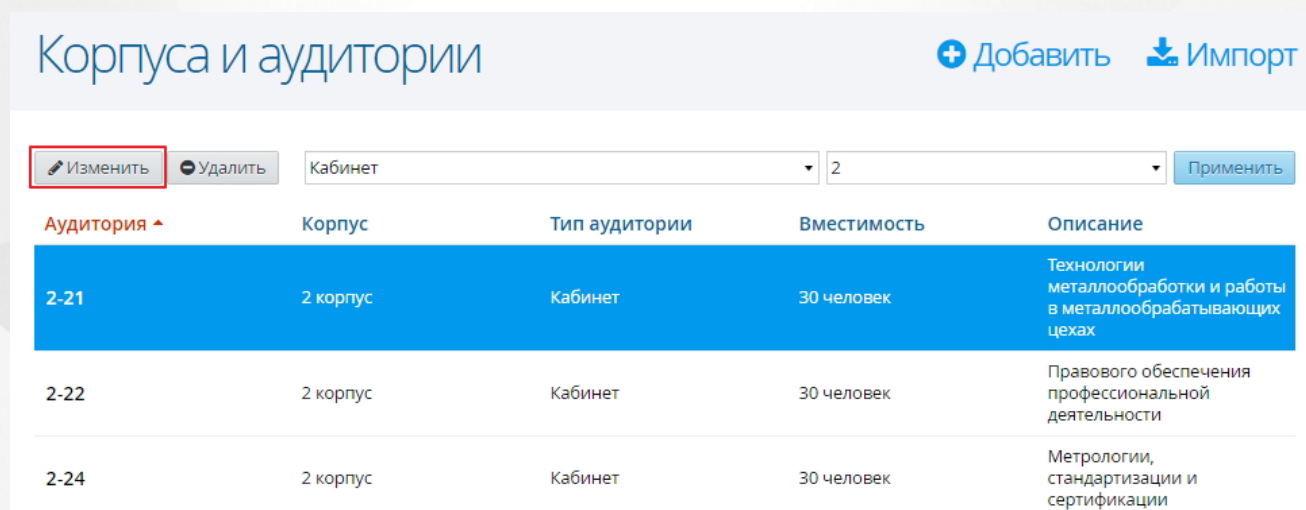 Корпуса и аудитории
Добавить Импорт
Изменить Удалить Кабинет 2 Применить
Аудитория Корпус Тип аудитории Вместимость Описание
2-21 2 корпус Кабинет 30 человек Технологии
металлообработки и работы
в металлообрабатывающих
цехах
2-22 2 корпус Кабинет 30 человек Правового обеспечения
профессиональной
деятельности
2-24 2 корпус Кабинет 30 человек Метрологии,
стандартизации и
сертификации